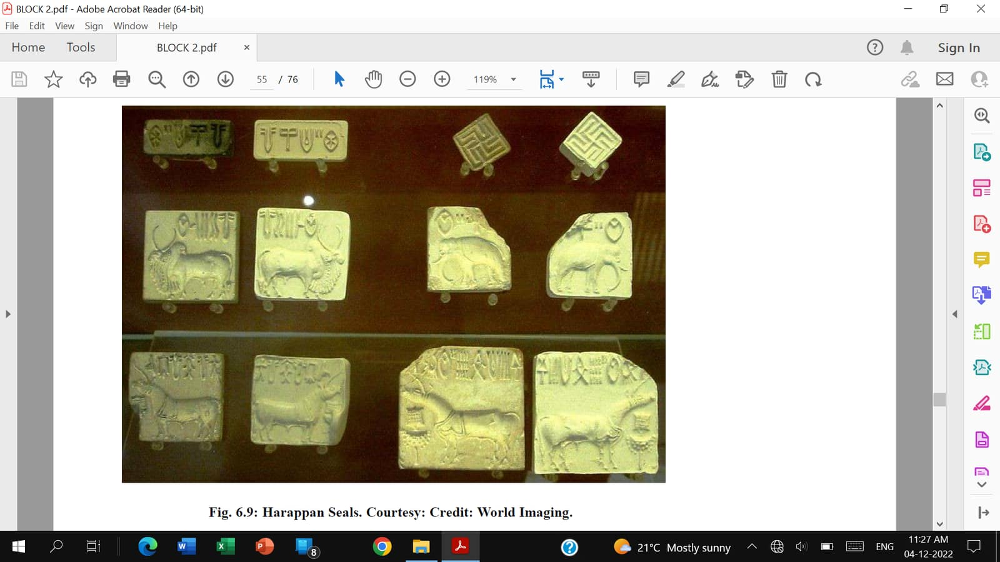 BLOCK 2.pdf - Adobe Acrobat Reader (64-bit)
File Edit View Sign Window Help
Home Tools BLOCK 2.pdf × Sign In
55 / 76 119%
Fig. 6.9: Harappan Seals. Courtesy: Credit: World Imaging.
8 21°C Mostly sunny ENG 11:27 AM
04-12-2022